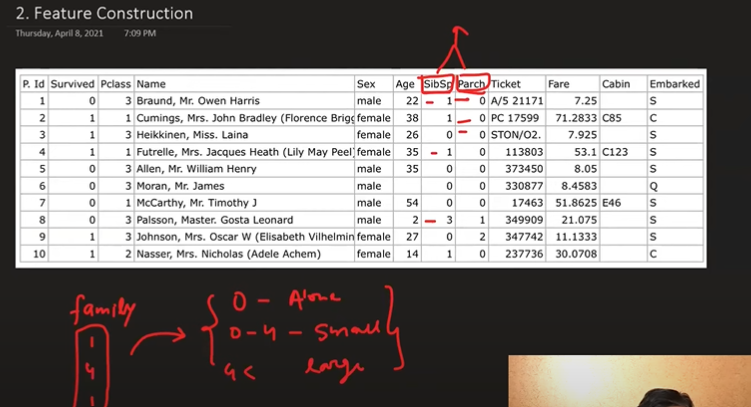 2. Feature Construction
Thursday, April 8, 2021 7:09 PM
P. Id Survived Pclass Name Sex Age SibSp Parch Ticket Fare Cabin Embarked
1 0 3 Braund, Mr. Owen Harris male 22 1 0 A/5 21171 7.25 S
2 1 1 Cumings, Mrs. John Bradley (Florence Brigg female 38 1 0 PC 17599 71.2833 C85 C
3 1 3 Heikkinen, Miss. Laina female 26 0 0 STON/O2. 7.925 S
4 1 1 Futrelle, Mrs. Jacques Heath (Lily May Peel female 35 1 0 113803 53.1 C123 S
5 0 3 Allen, Mr. William Henry male 35 0 0 373450 8.05 S
6 0 3 Moran, Mr. James male 0 0 330877 8.4583 Q
7 0 1 McCarthy, Mr. Timothy J male 54 0 0 17463 51.8625 E46 S
8 0 3 Palsson, Master. Gosta Leonard male 2 3 1 349909 21.075 S
9 1 3 Johnson, Mrs. Oscar W (Elisabeth Vilhelmin female 27 0 2 347742 11.1333 S
10 1 2 Nasser, Mrs. Nicholas (Adele Achem) female 14 1 0 237736 30.0708 C
family
0 - Alone
0-4 - Small
4< large
1
4
1